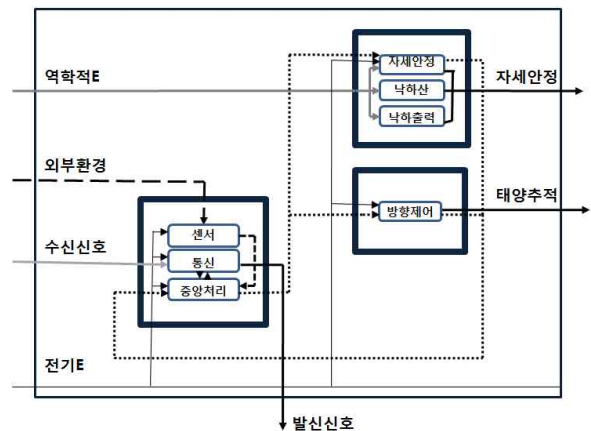 자세안정
역학적E
낙하산
자세안정
낙하출력
외부환경
태양추적
방향제어
센서
수신신호
통신
중앙처리
전기E
발신신호